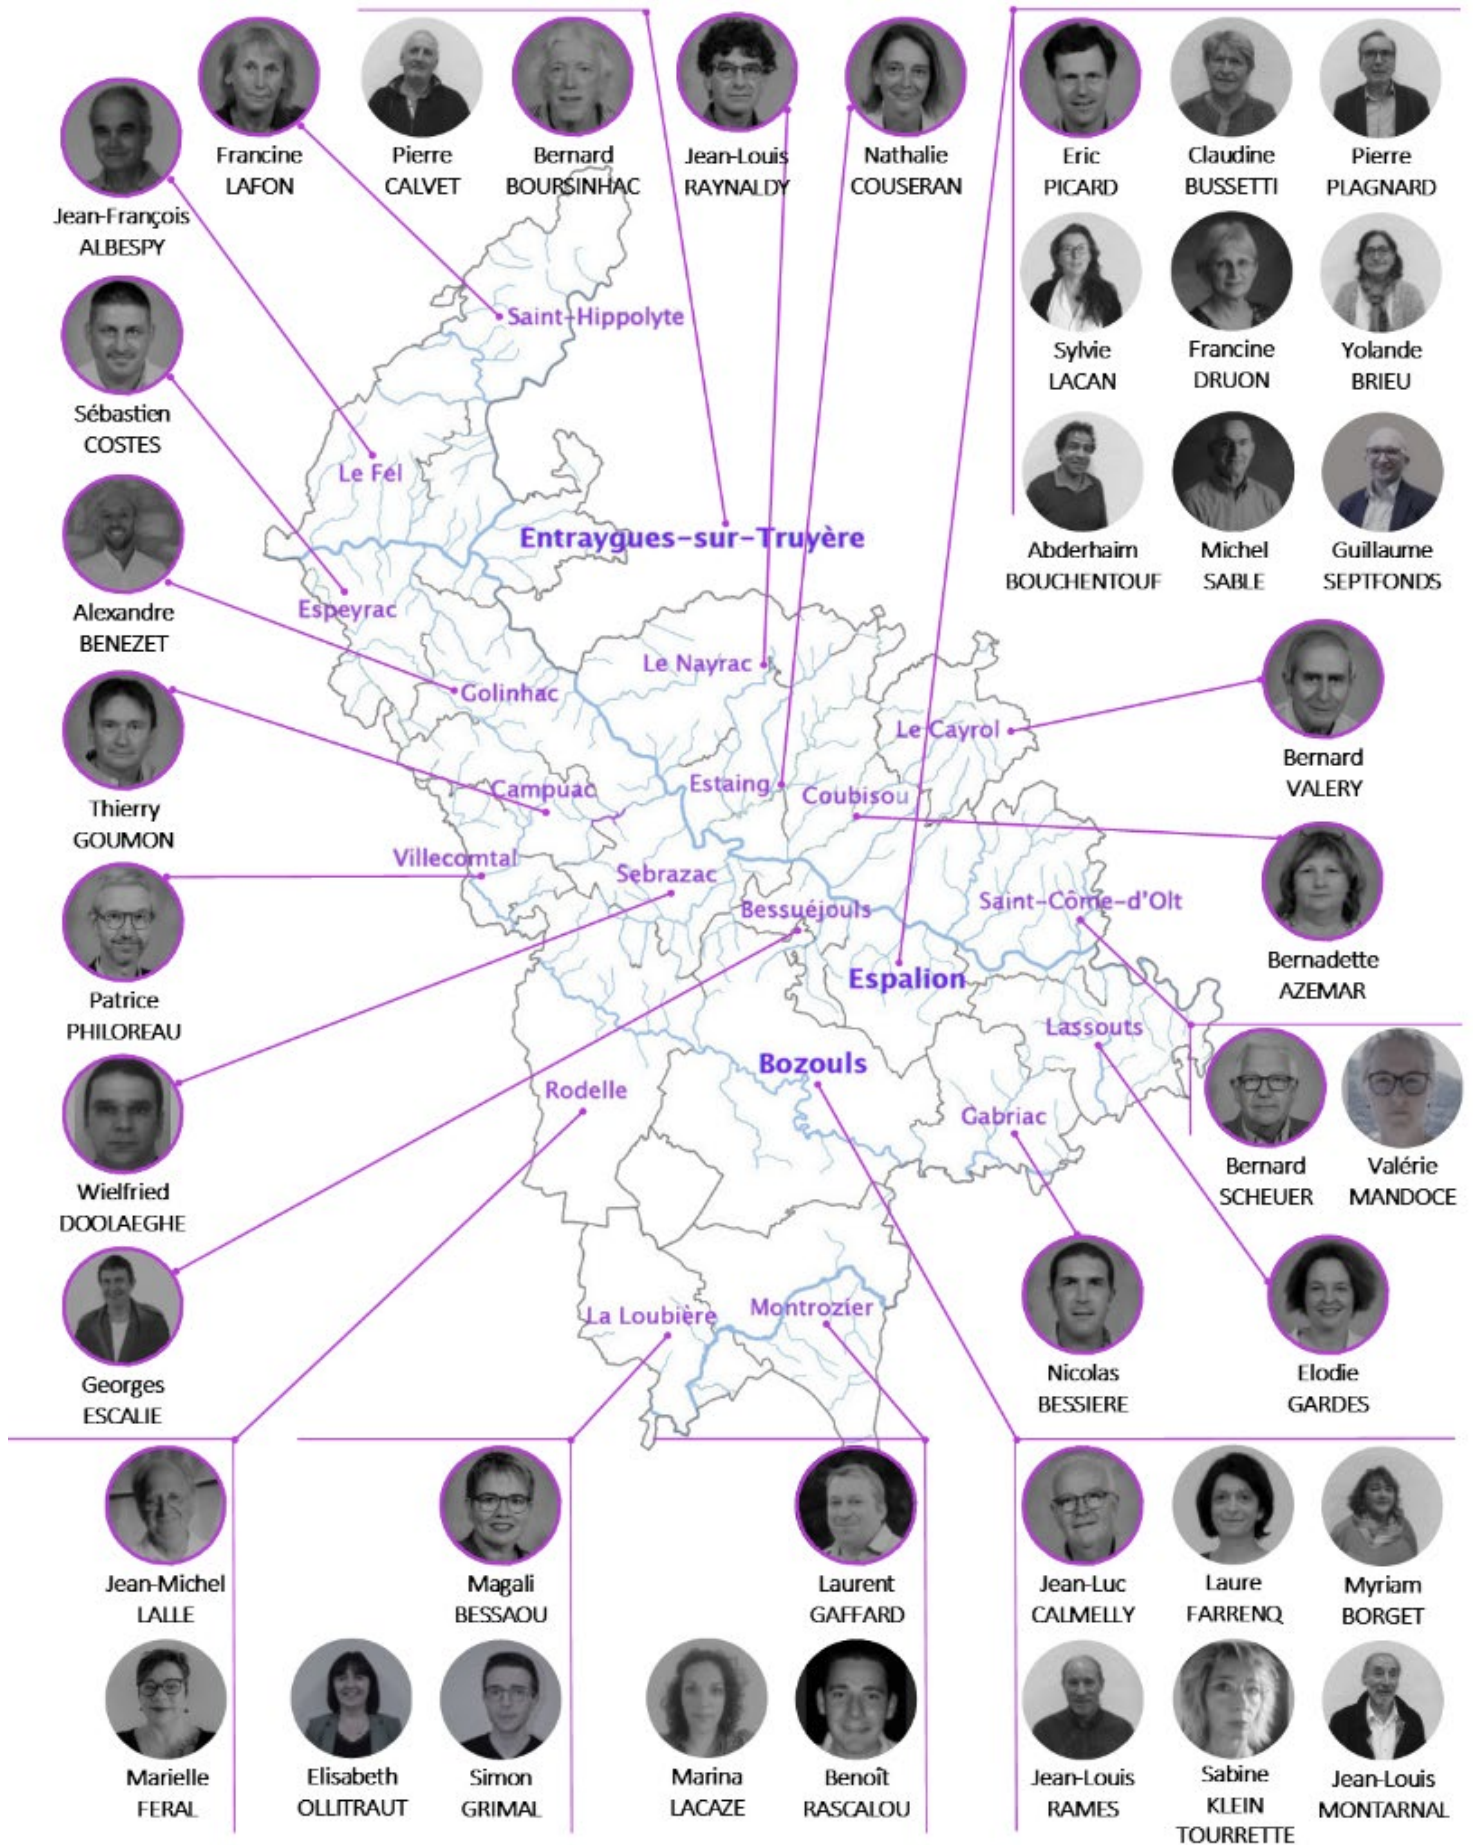 Francine
LAFON
Pierre
CALVET
Bernard
BOURSINHAC
Jean-Louis
RAYNALDY
Nathalie
COUSERAN
Eric
PICARD
Claudine
BUSSETTI
Pierre
PLAGNARD
Jean-François
ALBESPY
Sylvie
LACAN
Francine
DRUON
Yolande
BRIEU
Sébastien
COSTES
Abderhaim
BOUCHENTOUF
Michel
SABLE
Guillaume
SEPTFONDS
Alexandre
BENEZET
Thierry
GOUMON
Patrice
PHILOREAU
Wielfried
DOOLAEGHE
Georges
ESCALIE
Saint-Hippolyte
Le Fel
Entraygues-sur-Truyère
Espeyrac
Le Nayrac
Golinhac
Le Cayrol
Campuac
Estaing
Coubisou
Villecomtal
Sebrazac
Bessuéjouls
Saint-Côme-d'Olt
Espalion
Lassouts
Bozouls
Rodelle
Gabriac
La Loubière
Montrozier
Bernard
VALERY
Bernadette
AZEMAR
Bernard
SCHEUER
Valérie
MANDOCE
Nicolas
BESSIERE
Elodie
GARDES
Jean-Michel
LALLE
Marielle
FERAL
Magali
BESSAOU
Elisabeth
OLLITRAUT
Simon
GRIMAL
Laurent
GAFFARD
Marina
LACAZE
Benoît
RASCALOU
Jean-Luc
CALMELLY
Laure
FARRENQ
Myriam
BORGET
Jean-Louis
RAMES
Sabine
KLEIN
TOURRETTE
Jean-Louis
MONTARNAL